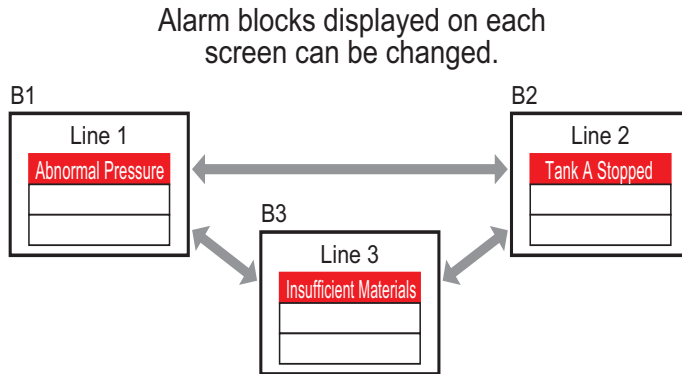 Alarm blocks displayed on each
screen can be changed.
B1
Line 1
Abnormal Pressure
B2
Line 2
Tank A Stopped
B3
Line 3
Insufficient Materials